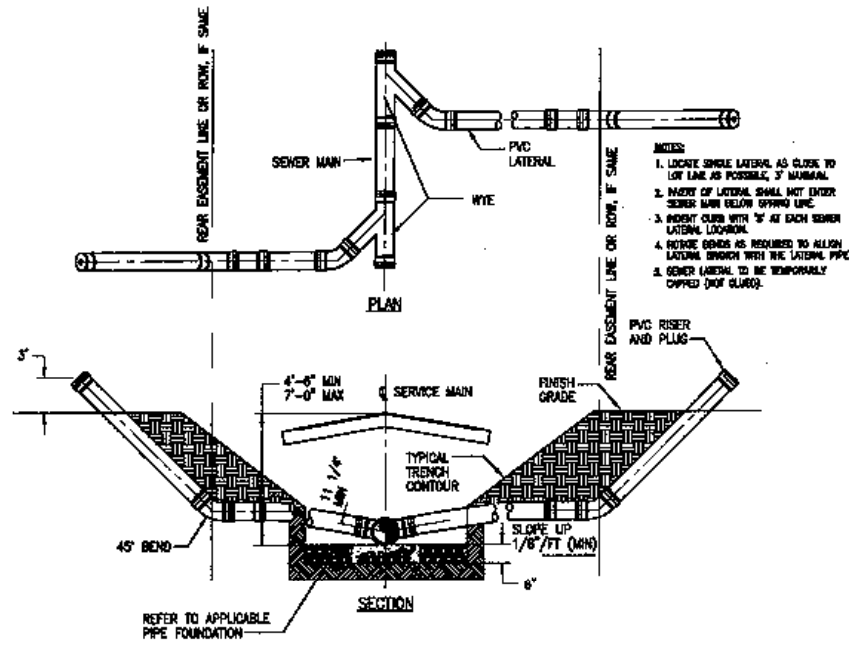 REAR EASEMENT LINE OR ROW, IF SAME
SEWER MAIN
PVC
LATERAL
WYE
PLAN
NOTES:
1. LOCATE SINGLE LATERAL AS CLOSE TO
LOT LINE AS POSSIBLE, 3' MAXIMUM.
2. INVERT OF LATERAL SHALL NOT ENTER
SEWER MAIN BELOW SPRING LINE.
3. INDENT CURB WITH "S" AT EACH SEWER
LATERAL LOCATION.
4. ROTATE BENDS AS REQUIRED TO ALLIGN
LATERAL BRANCH WITH THE LATERAL PIPE.
5. SEWER LATERAL TO BE TEMPORARILY
CAPPED (NOT GLUED).
REAR EASEMENT LINE OR ROW, IF SAME
3'
4'-6" MIN
7'-0" MAX
℄ SERVICE MAIN
FINISH
GRADE
PVC RISER
AND PLUG
TYPICAL
TRENCH
CONTOUR
11 1/4°
MIN
45° BEND
SLOPE UP
1/8"/FT (MIN)
6"
SECTION
REFER TO APPLICABLE
PIPE FOUNDATION